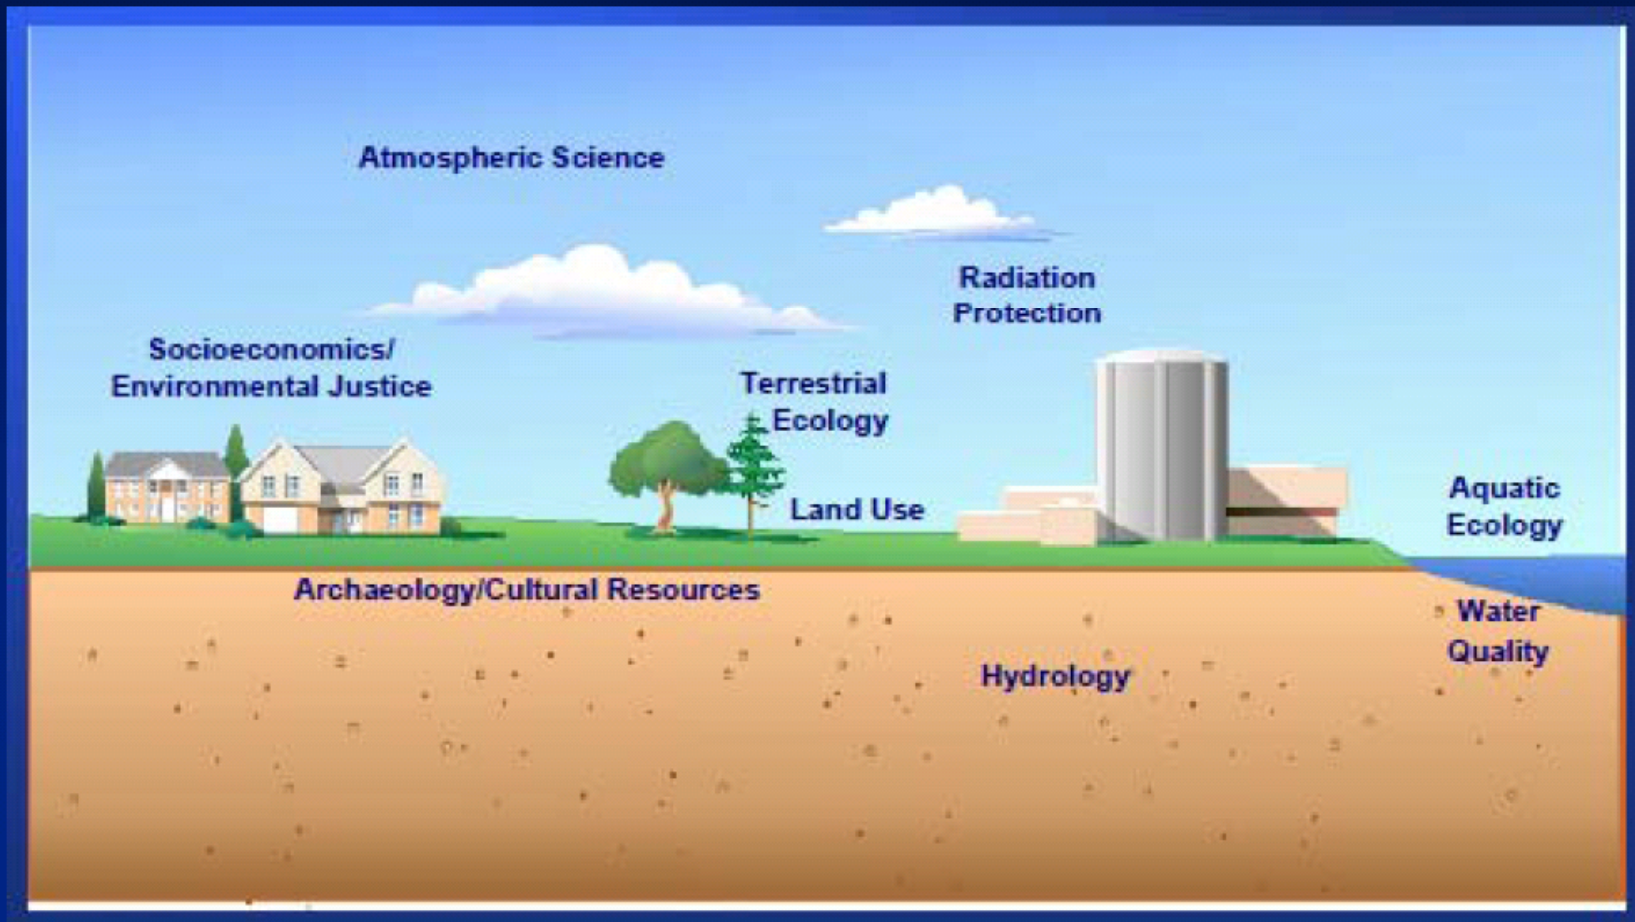 Atmospheric Science
Radiation
Protection
Socioeconomics/
Environmental Justice
Terrestrial
Ecology
Land Use
Aquatic
Ecology
Archaeology/Cultural Resources
Water
Quality
Hydrology